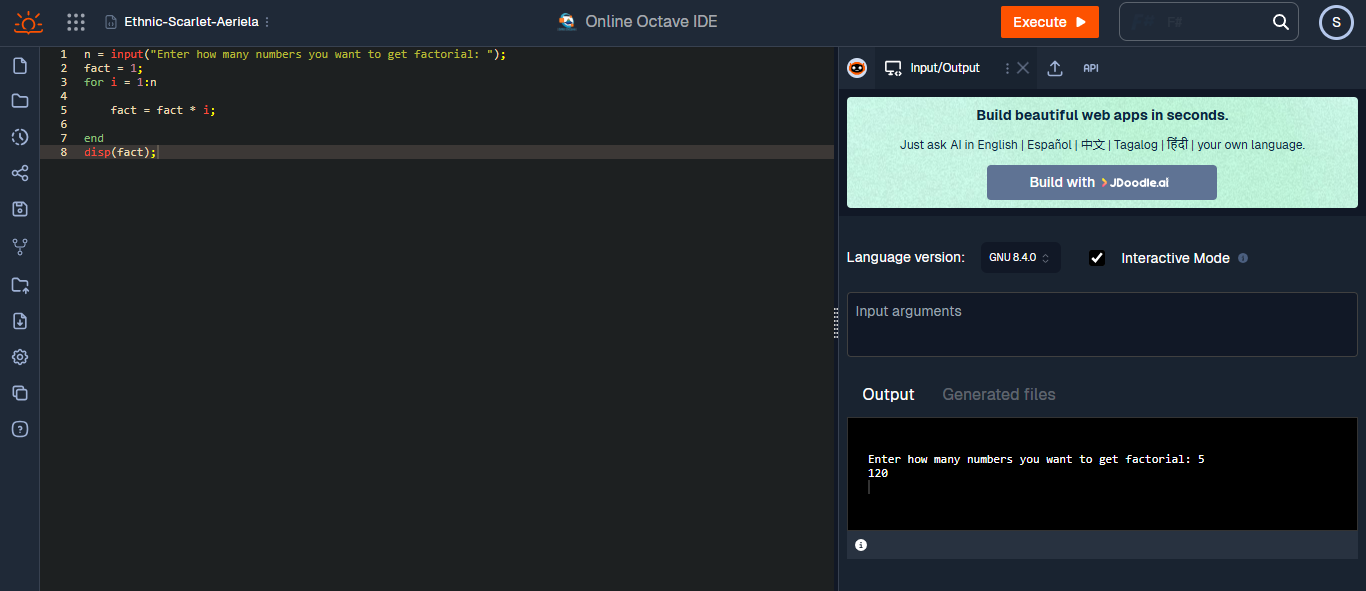 Ethnic-Scarlet-Aeriela
Online Octave IDE
Execute
S
1 n = input("Enter how many numbers you want to get factorial: ");
2 fact = 1;
3 for i = 1:n
4
5 fact = fact * i;
6
7 end
8 disp(fact);
Input/Output
API
Build beautiful web apps in seconds.
Just ask AI in English | Español | 中文 | Tagalog | हिंदी | your own language.
Build with JDoodle.ai
Language version:
GNU 8.4.0
Interactive Mode
Input arguments
Output
Generated files
Enter how many numbers you want to get factorial: 5
120